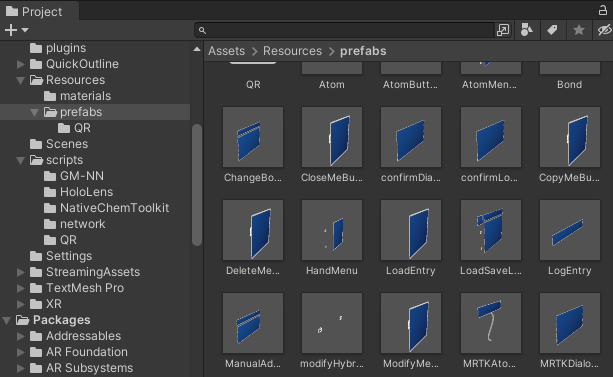 Project
plugins
QuickOutline
Resources
materials
prefabs
QR
Scenes
scripts
GM-NN
HoloLens
NativeChemToolkit
network
QR
Settings
StreamingAssets
TextMesh Pro
XR
Packages
Addressables
AR Foundation
AR Subsystems
Assets > Resources > prefabs
QR Atom AtomButt... AtomMen... Bond
ChangeBo... CloseMeBu... confirmDia... confirmLo... CopyMeBu...
DeleteMe... HandMenu LoadEntry LoadSaveL... LogEntry
ManualAd... modifyHybr... ModifyMe... MRTKAto... MRTKDialo...